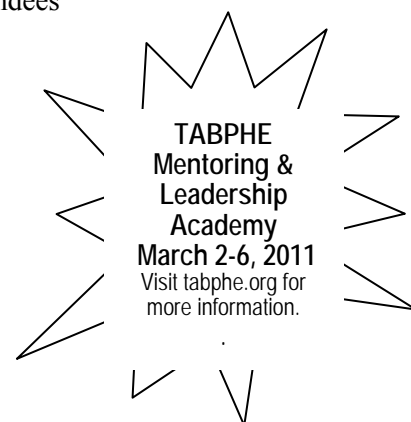 TABPHE
Mentoring &
Leadership
Academy
March 2-6, 2011
Visit tabphe.org for
more information.
.